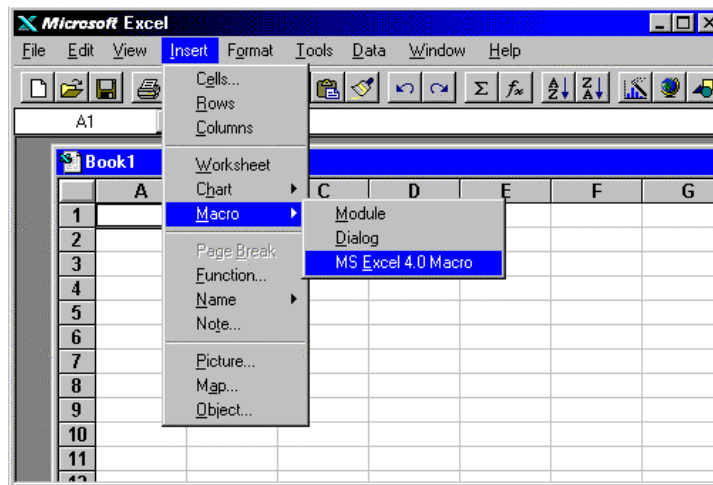 Microsoft Excel
File Edit View Insert Format Tools Data Window Help
Σ fx A Z Z A
A1
Cells...
Rows
Columns
Worksheet
Chart
Macro
Page Break
Function...
Name
Note...
Picture...
Map...
Object...
Module
Dialog
MS Excel 4.0 Macro
Book1
A C D E F G
1
2
3
4
5
6
7
8
9
10
11